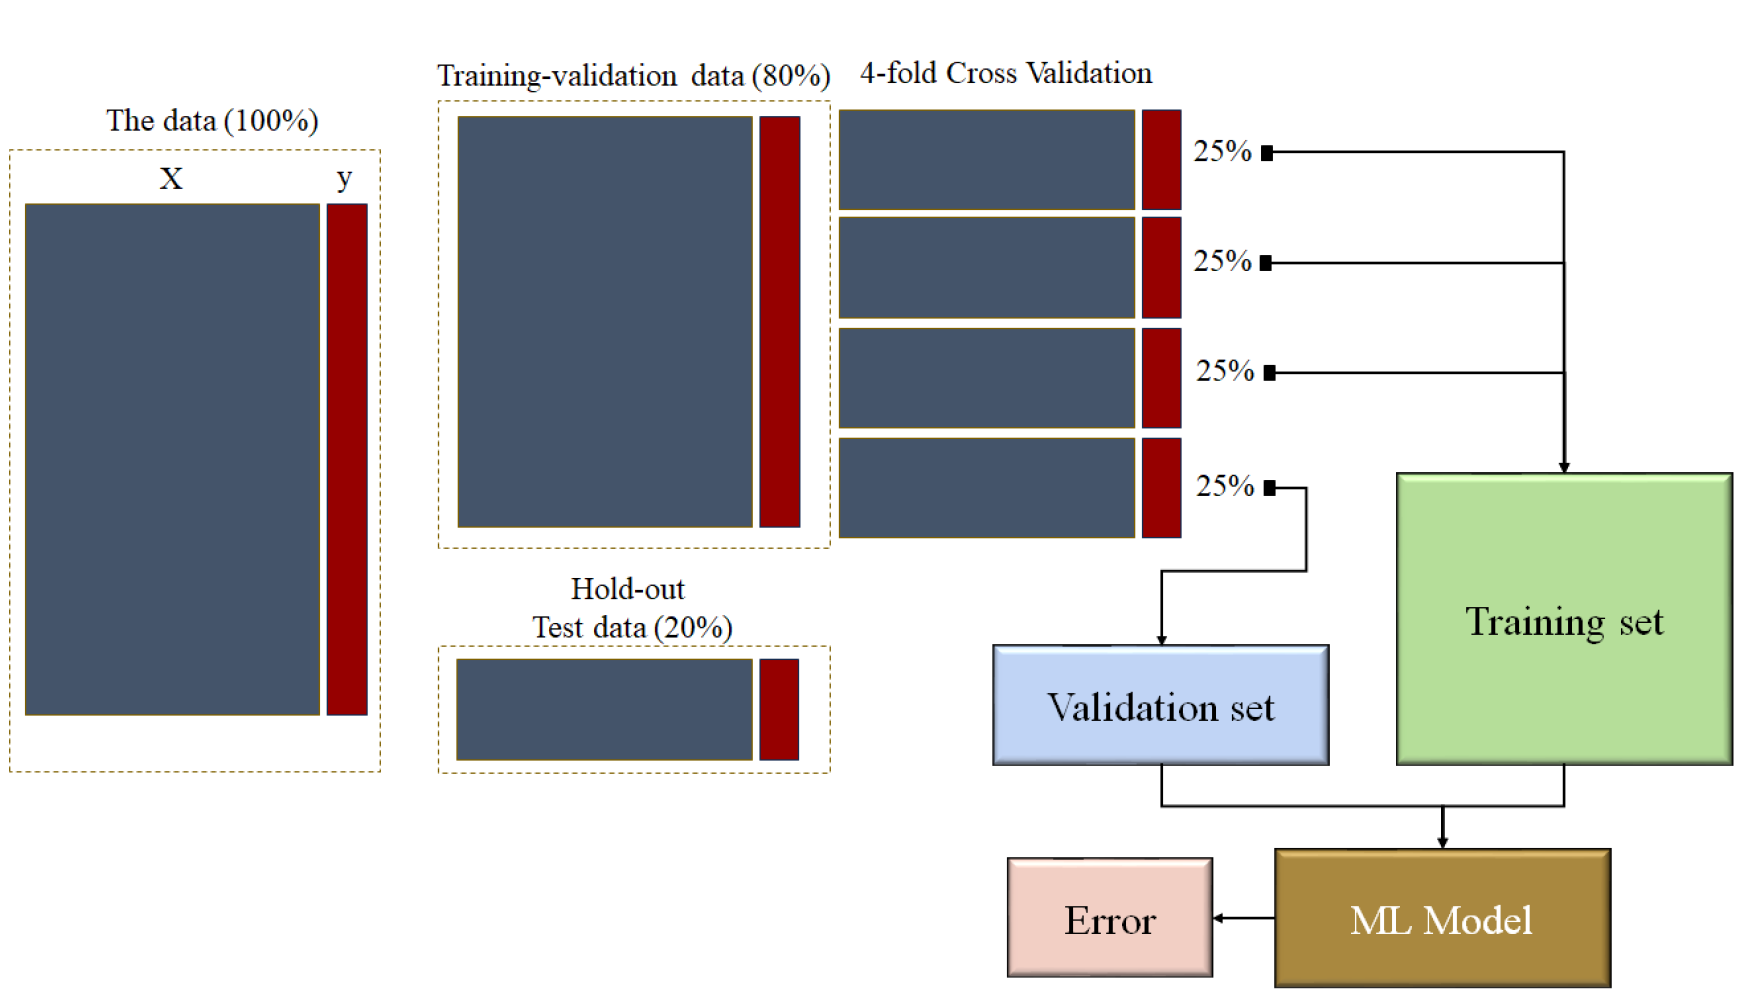 The data (100%)
X
y
Training-validation data (80%)
Hold-out
Test data (20%)
4-fold Cross Validation
25%
25%
25%
25%
Training set
Validation set
Error
ML Model